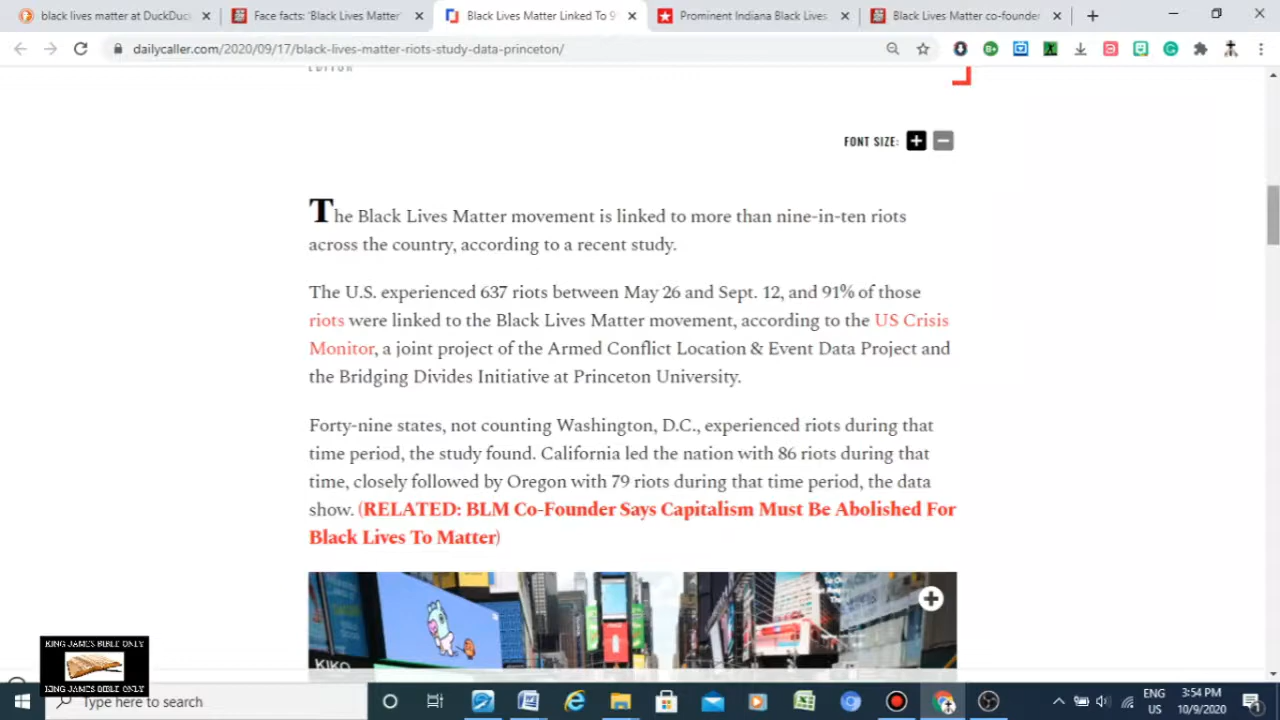 black lives matter at DuckDuc
Face facts: 'Black Lives Matter
Black Lives Matter Linked To 9
Prominent Indiana Black Lives
Black Lives Matter co-founder
dailycaller.com/2020/09/17/black-lives-matter-riots-study-data-princeton/
EDITOR
FONT SIZE:
The Black Lives Matter movement is linked to more than nine-in-ten riots
across the country, according to a recent study.
The U.S. experienced 637 riots between May 26 and Sept. 12, and 91% of those
riots were linked to the Black Lives Matter movement, according to the US Crisis
Monitor, a joint project of the Armed Conflict Location & Event Data Project and
the Bridging Divides Initiative at Princeton University.
Forty-nine states, not counting Washington, D.C., experienced riots during that
time period, the study found. California led the nation with 86 riots during that
time, closely followed by Oregon with 79 riots during that time period, the data
show. (RELATED: BLM Co-Founder Says Capitalism Must Be Abolished For
Black Lives To Matter)
KIKO
KING JAMES BIBLE ONLY
KING JAMES BIBLE ONLY
Type here to search
ENG
US
3:54 PM
10/9/2020